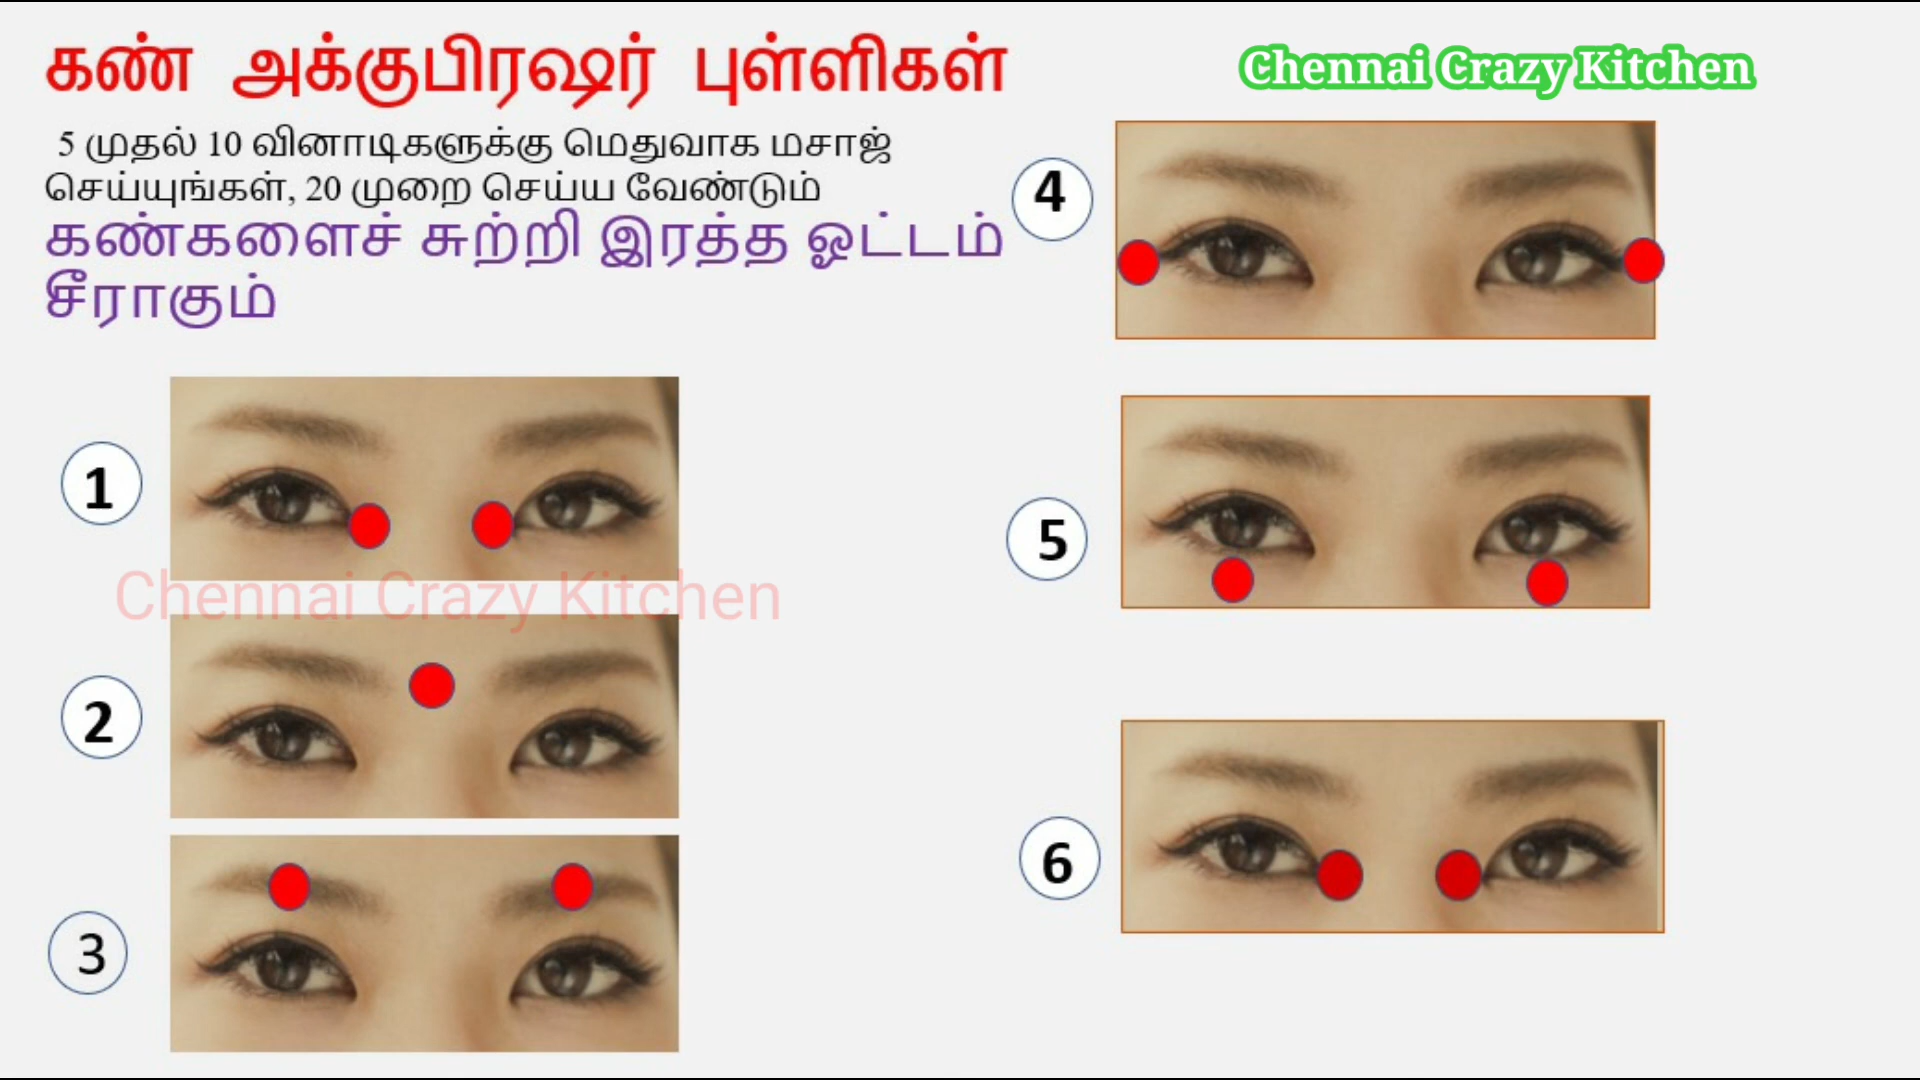 கண் அக்குபிரஷர் புள்ளிகள்
Chennai Crazy Kitchen
5 முதல் 10 வினாடிகளுக்கு மெதுவாக மசாஜ்
செய்யுங்கள், 20 முறை செய்ய வேண்டும்
கண்களைச் சுற்றி இரத்த ஓட்டம்
சீராகும்
1
Chennai Crazy Kitchen
2
3
4
5
6